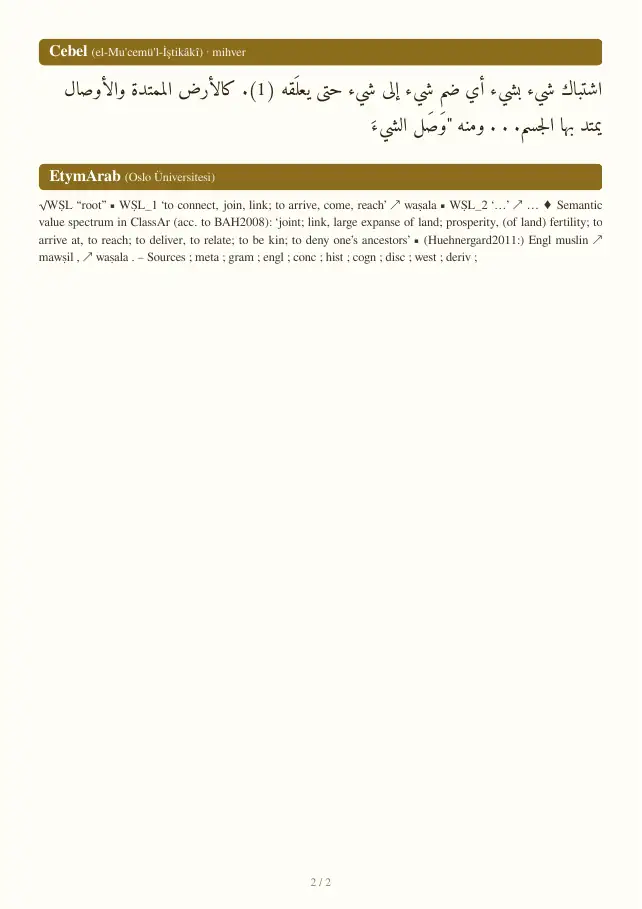 Cebel (el-Mu'cemü'l-İştikâkî) · mihver
اشتباك شيء بشيء أي ضم شيء إلى شيء حتى يعلَقه (1). كالأرض الممتدة والأوصال
يمتد بها الجسم. . . ومنه "وَصَل الشيءَ
EtymArab (Oslo Üniversitesi)
√WṢL “root” ▪ WṢL_1 ‘to connect, join, link; to arrive, come, reach’ ↗ waṣala ▪ WṢL_2 ‘…’ ↗ … ♦ Semantic
value spectrum in ClassAr (acc. to BAH2008): ‘joint; link, large expanse of land; prosperity, (of land) fertility; to
arrive at, to reach; to deliver, to relate; to be kin; to deny one’s ancestors’ ▪ (Huehnergard2011:) Engl muslin ↗
mawṣil , ↗ waṣala . – Sources ; meta ; gram ; engl ; conc ; hist ; cogn ; disc ; west ; deriv ;
2 / 2